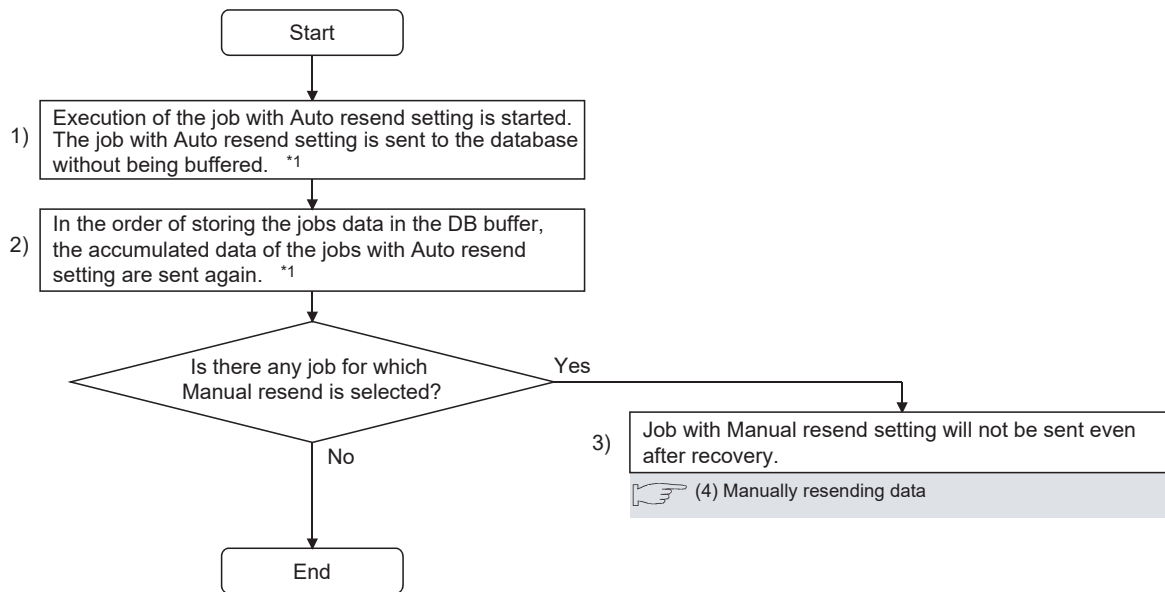 Start
1)
Execution of the job with Auto resend setting is started.
The job with Auto resend setting is sent to the database
without being buffered. *1
2)
In the order of storing the jobs data in the DB buffer,
the accumulated data of the jobs with Auto resend
setting are sent again. *1
Is there any job for which
Manual resend is selected?
Yes
3)
Job with Manual resend setting will not be sent even
after recovery.
(4) Manually resending data
No
End